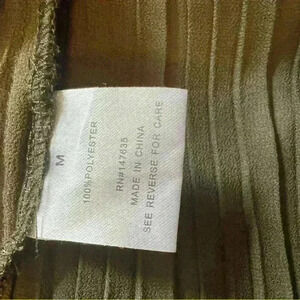 M
100%POLYESTER
RN#147635
MADE IN CHINA
SEE REVERSE FOR CARE